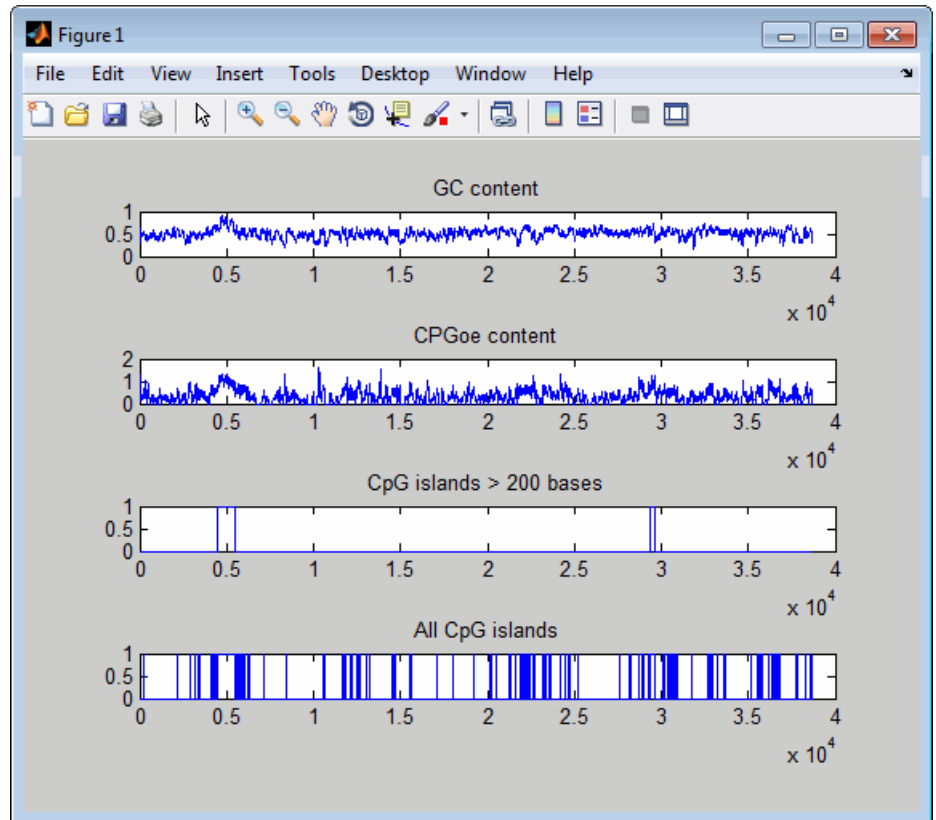 Figure 1
File Edit View Insert Tools Desktop Window Help
GC content
1
0.5
0
0 0.5 1 1.5 2 2.5 3 3.5 4
x 10^4
CPGoe content
2
1
0
0 0.5 1 1.5 2 2.5 3 3.5 4
x 10^4
CpG islands > 200 bases
1
0.5
0
0 0.5 1 1.5 2 2.5 3 3.5 4
x 10^4
All CpG islands
1
0.5
0
0 0.5 1 1.5 2 2.5 3 3.5 4
x 10^4